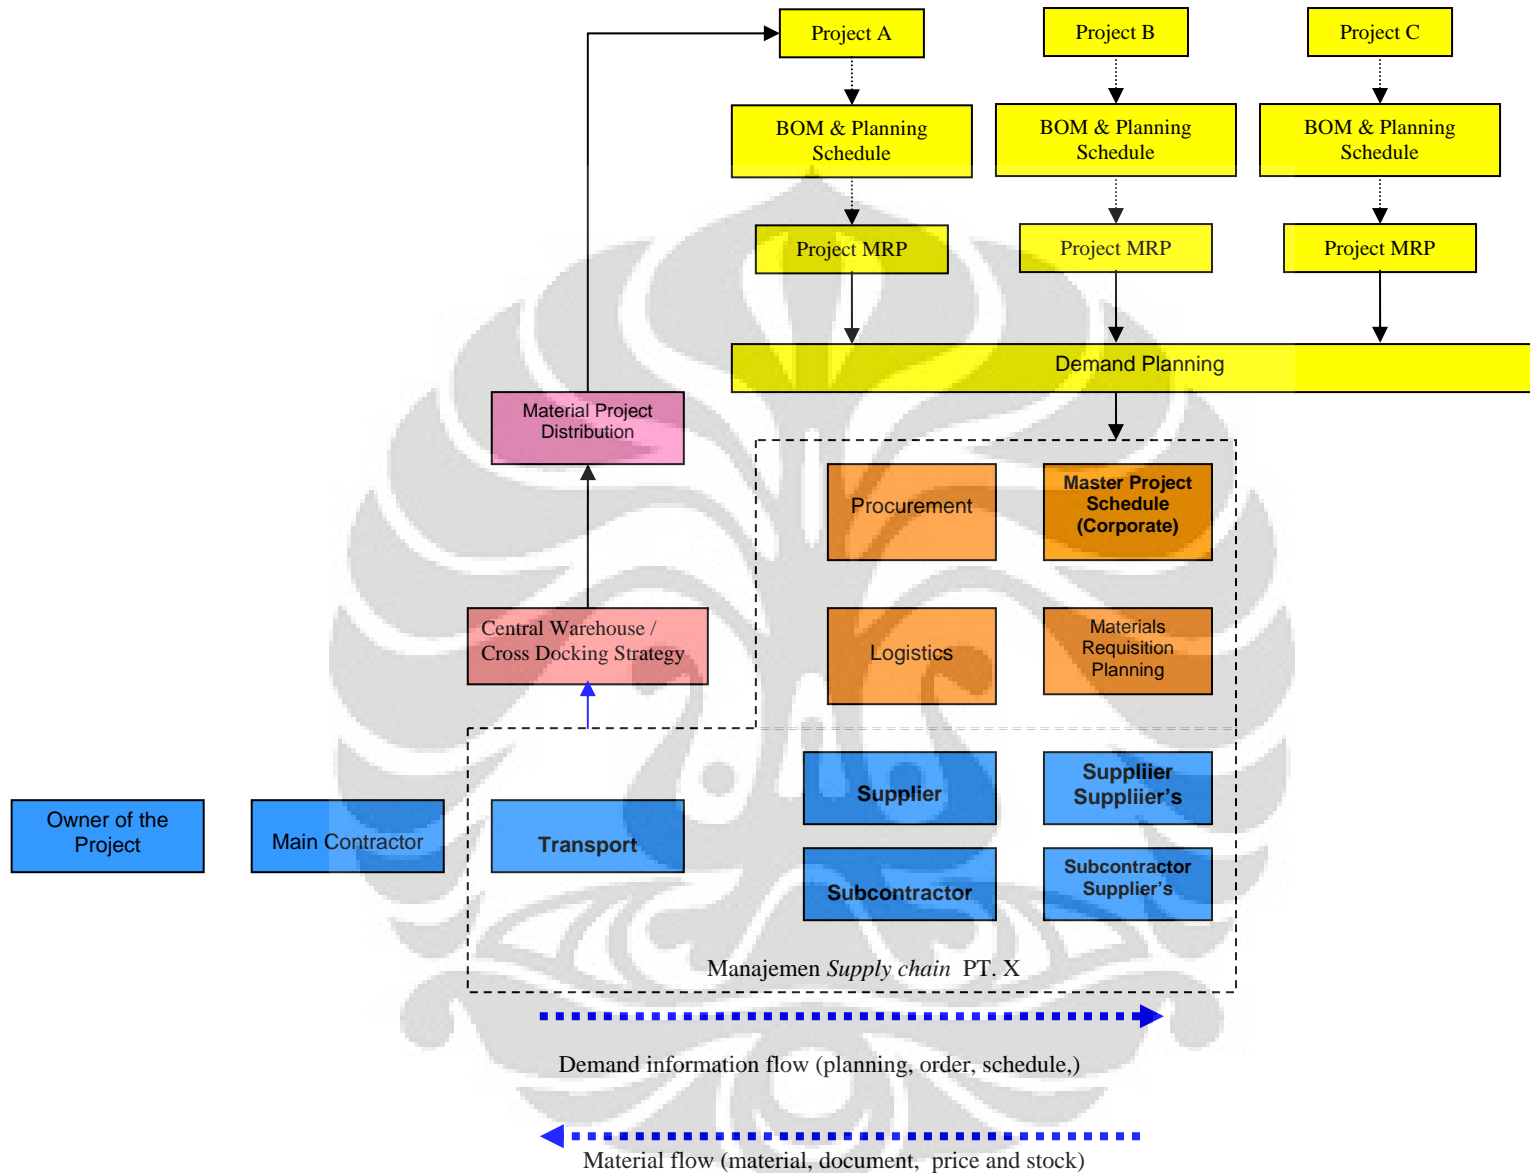 Project A
Project B
Project C
BOM & Planning
Schedule
BOM & Planning
Schedule
BOM & Planning
Schedule
Project MRP
Project MRP
Project MRP
Demand Planning
Material Project
Distribution
Procurement
Master Project
Schedule
(Corporate)
Central Warehouse /
Cross Docking Strategy
Logistics
Materials
Requisition
Planning
Owner of the
Project
Main Contractor
Transport
Supplier
Suppliier
Suppliier's
Subcontractor
Subcontractor
Supplier's
Manajemen Supply chain PT. X
Demand information flow (planning, order, schedule,)
Material flow (material, document, price and stock)